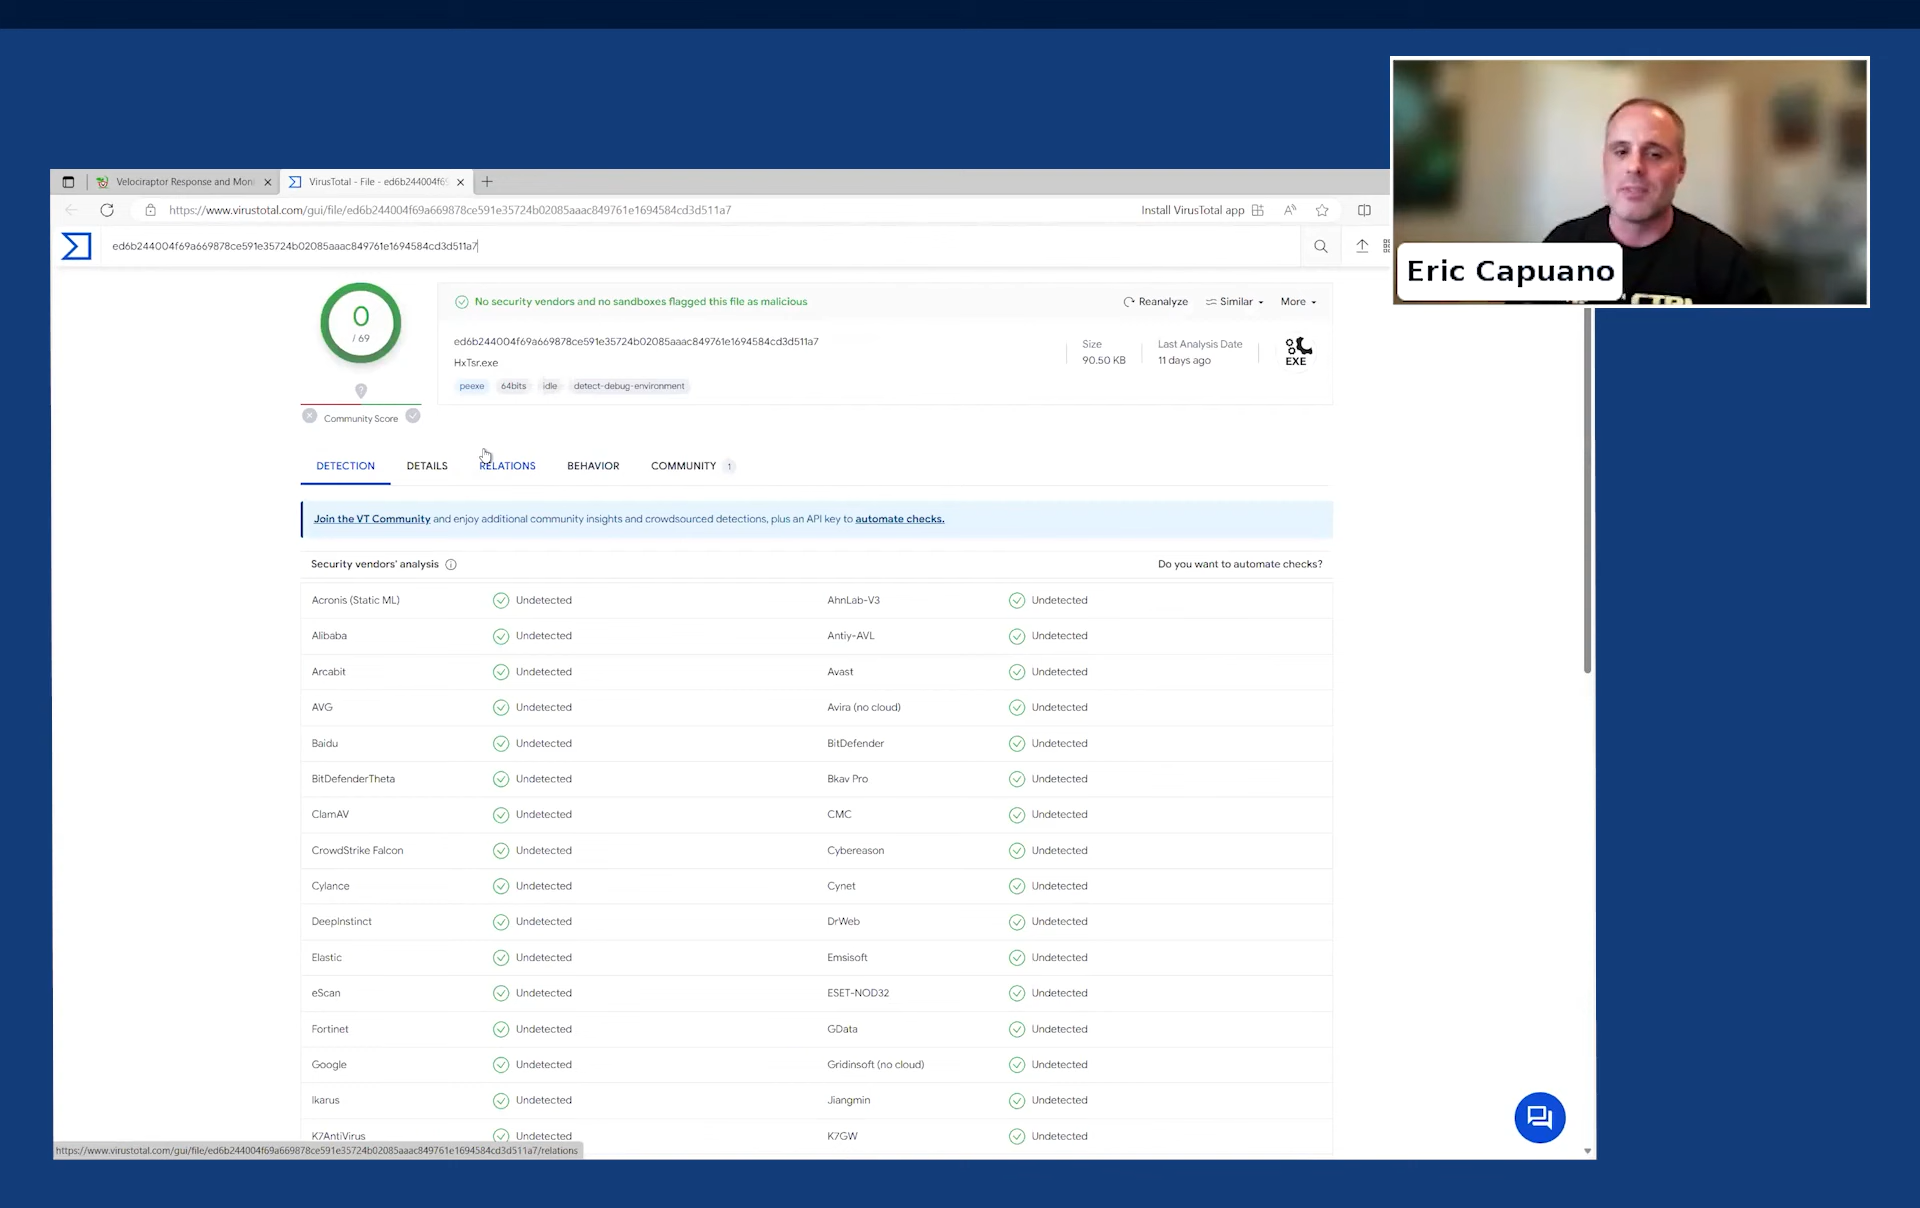 Velociraptor Response and Mon
VirusTotal - File - ed6b244004f6
https://www.virustotal.com/gui/file/ed6b244004f69a669878ce591e35724b02085aaac849761e1694584cd3d511a7
Install VirusTotal app
ed6b244004f69a669878ce591e35724b02085aaac849761e1694584cd3d511a7
Eric Capuano
0
/ 69
Community Score
No security vendors and no sandboxes flagged this file as malicious
Reanalyze
Similar
More
ed6b244004f69a669878ce591e35724b02085aaac849761e1694584cd3d511a7
HxTsr.exe
peexe
64bits
idle
detect-debug-environment
Size
90.50 KB
Last Analysis Date
11 days ago
EXE
DETECTION
DETAILS
RELATIONS
BEHAVIOR
COMMUNITY
1
Join the VT Community and enjoy additional community insights and crowdsourced detections, plus an API key to automate checks.
Security vendors' analysis
Do you want to automate checks?
Acronis (Static ML) Undetected AhnLab-V3 Undetected
Alibaba Undetected Antiy-AVL Undetected
Arcabit Undetected Avast Undetected
AVG Undetected Avira (no cloud) Undetected
Baidu Undetected BitDefender Undetected
BitDefenderTheta Undetected Bkav Pro Undetected
ClamAV Undetected CMC Undetected
CrowdStrike Falcon Undetected Cybereason Undetected
Cylance Undetected Cynet Undetected
DeepInstinct Undetected DrWeb Undetected
Elastic Undetected Emsisoft Undetected
eScan Undetected ESET-NOD32 Undetected
Fortinet Undetected GData Undetected
Google Undetected Gridinsoft (no cloud) Undetected
Ikarus Undetected Jiangmin Undetected
K7AntiVirus Undetected K7GW Undetected
https://www.virustotal.com/gui/file/ed6b244004f69a669878ce591e35724b02085aaac849761e1694584cd3d511a7/relations